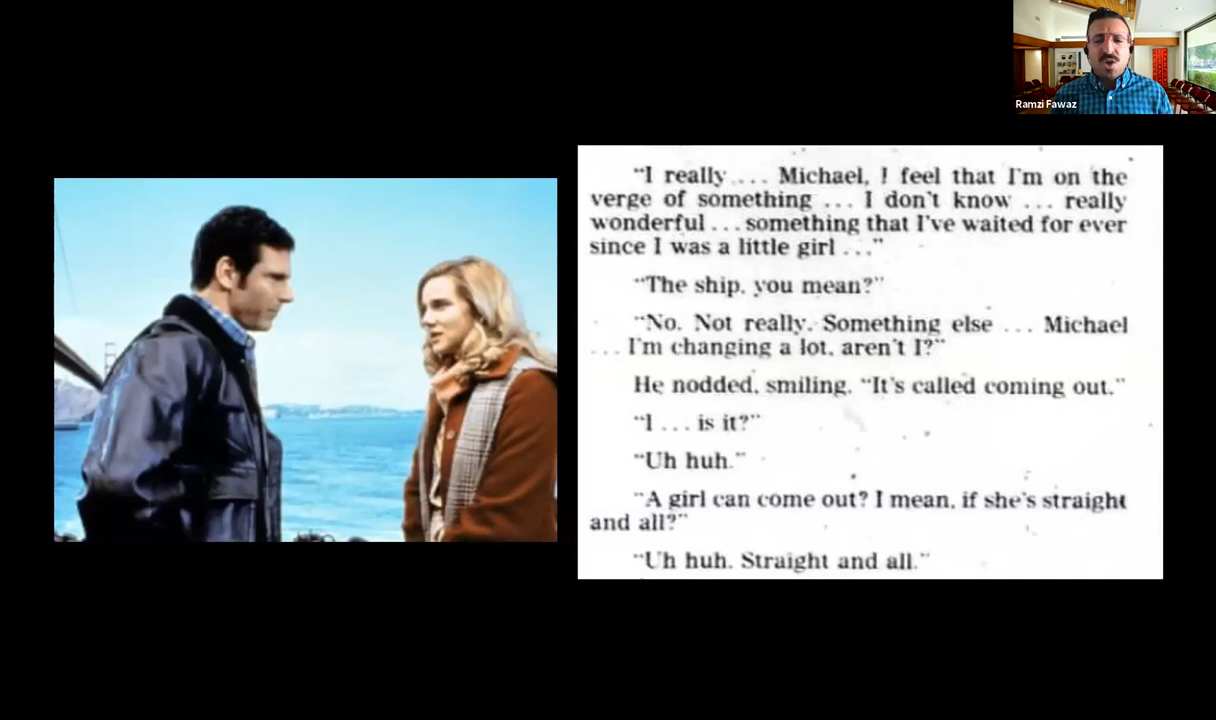 Ramzi Fawaz
"I really ... Michael, I feel that I'm on the
verge of something ... I don't know ... really
wonderful ... something that I've waited for ever
since I was a little girl ..."
"The ship, you mean?"
"No. Not really. Something else ... Michael
... I'm changing a lot, aren't I?"
He nodded, smiling. "It's called coming out."
"I ... is it?"
"Uh huh."
"A girl can come out? I mean, if she's straight
and all?"
"Uh huh. Straight and all."